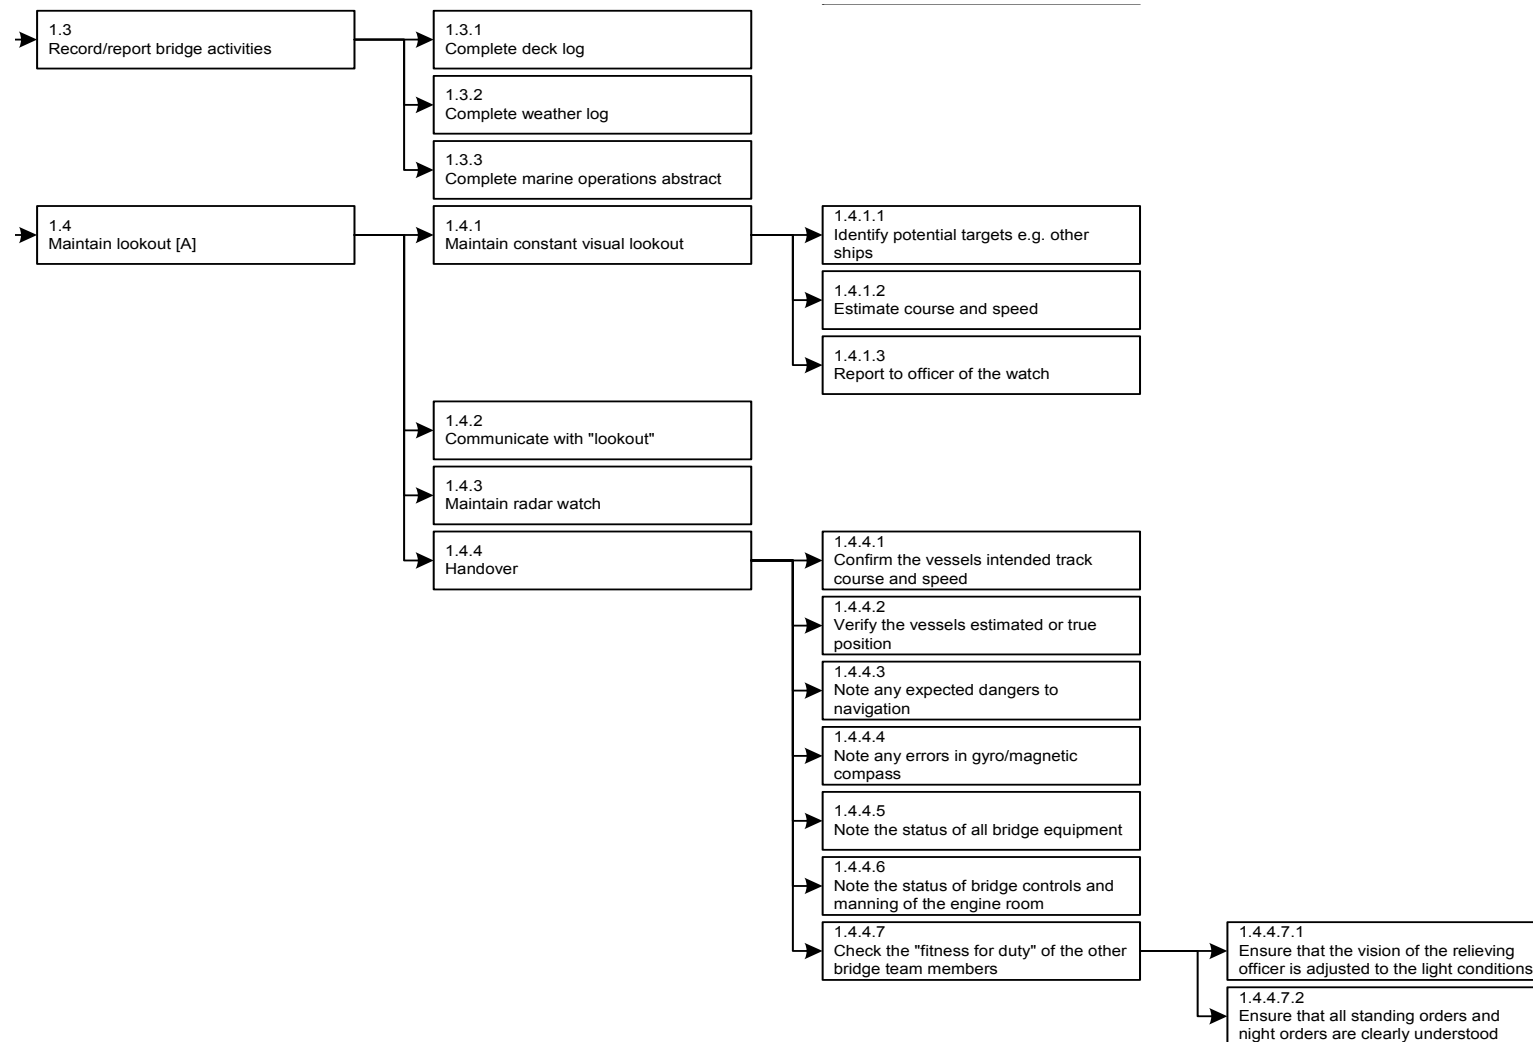 1.3
Record/report bridge activities
1.3.1
Complete deck log
1.3.2
Complete weather log
1.3.3
Complete marine operations abstract
1.4
Maintain lookout [A]
1.4.1
Maintain constant visual lookout
1.4.1.1
Identify potential targets e.g. other
ships
1.4.1.2
Estimate course and speed
1.4.1.3
Report to officer of the watch
1.4.2
Communicate with "lookout"
1.4.3
Maintain radar watch
1.4.4
Handover
1.4.4.1
Confirm the vessels intended track
course and speed
1.4.4.2
Verify the vessels estimated or true
position
1.4.4.3
Note any expected dangers to
navigation
1.4.4.4
Note any errors in gyro/magnetic
compass
1.4.4.5
Note the status of all bridge equipment
1.4.4.6
Note the status of bridge controls and
manning of the engine room
1.4.4.7
Check the "fitness for duty" of the other
bridge team members
1.4.4.7.1
Ensure that the vision of the relieving
officer is adjusted to the light conditions
1.4.4.7.2
Ensure that all standing orders and
night orders are clearly understood